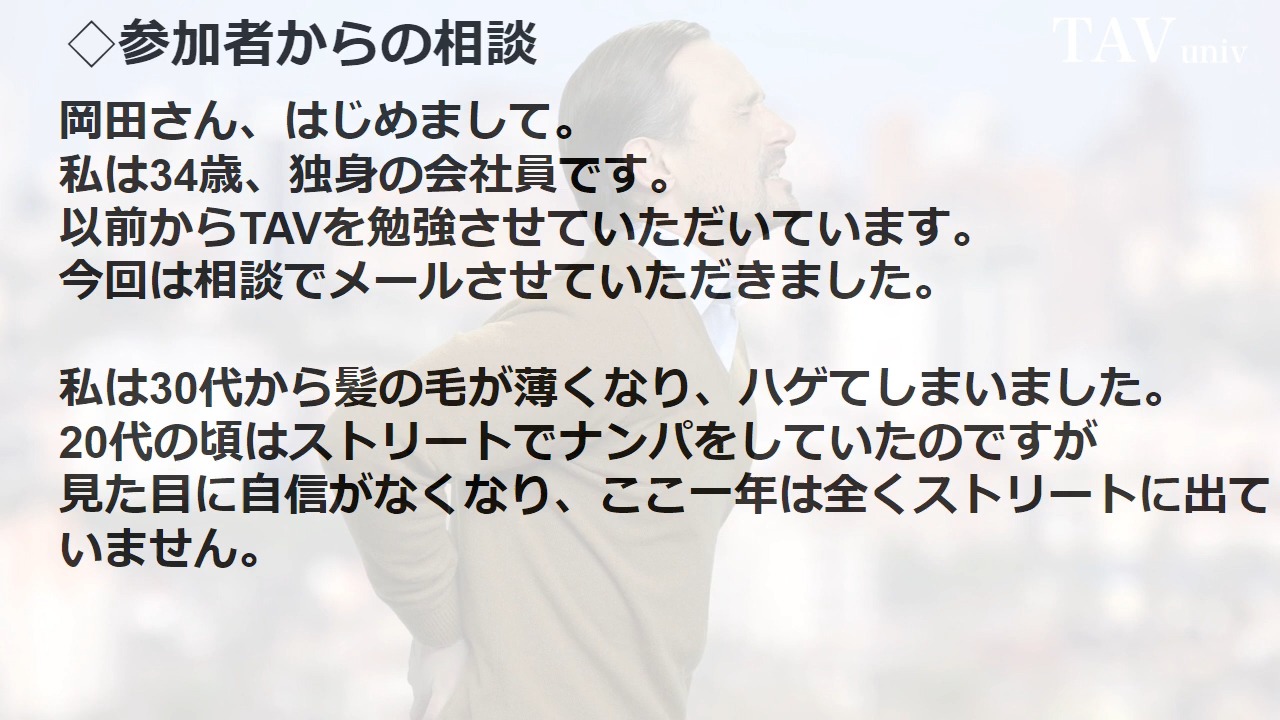 ◇参加者からの相談
TAV univ
岡田さん、はじめまして。
私は34歳、独身の会社員です。
以前からTAVを勉強させていただいています。
今回は相談でメールさせていただきました。
私は30代から髪の毛が薄くなり、ハゲてしまいました。
20代の頃はストリートでナンパをしていたのですが
見た目に自信がなくなり、ここ一年は全くストリートに出て
いません。